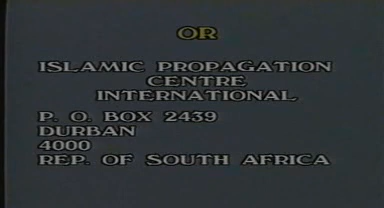 OR
ISLAMIC PROPAGATION
CENTRE
INTERNATIONAL
P. O. BOX 2439
DURBAN
4000
REP. OF SOUTH AFRICA